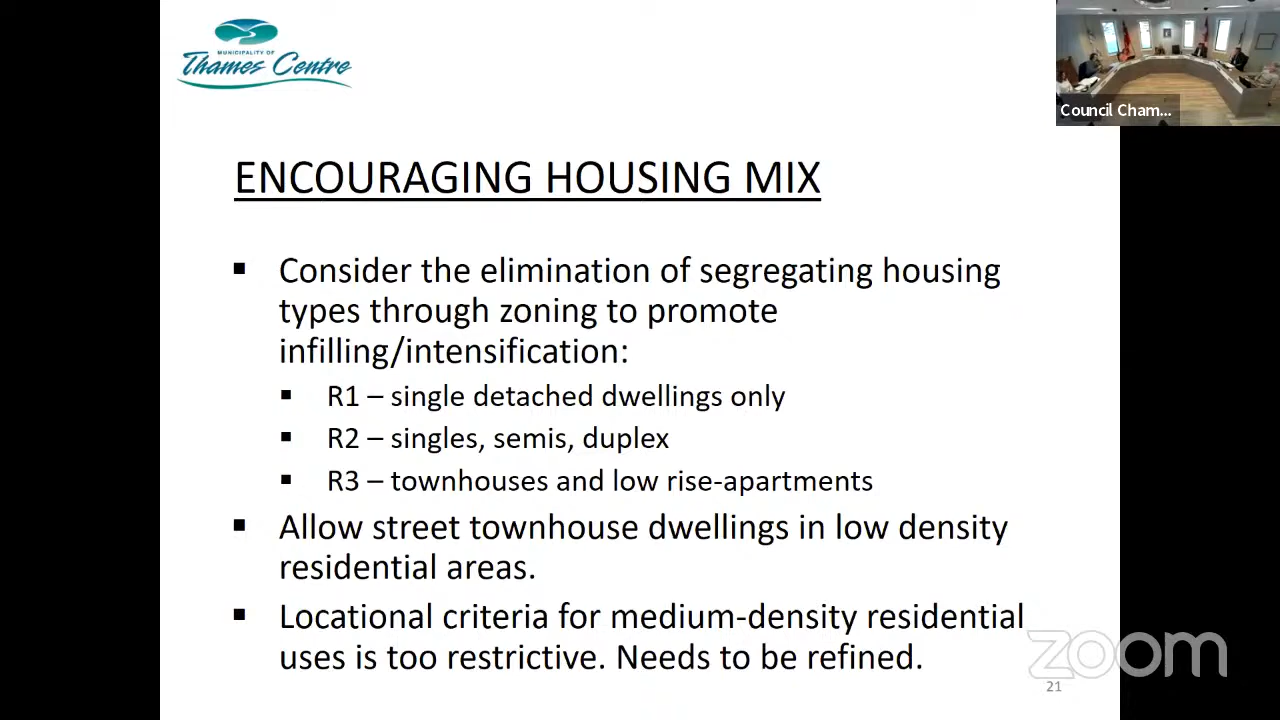 MUNICIPALITY OF
Thames Centre
Council Cham...
ENCOURAGING HOUSING MIX
▪ Consider the elimination of segregating housing
types through zoning to promote
infilling/intensification:
▪ R1 – single detached dwellings only
▪ R2 – singles, semis, duplex
▪ R3 – townhouses and low rise-apartments
▪ Allow street townhouse dwellings in low density
residential areas.
▪ Locational criteria for medium-density residential
uses is too restrictive. Needs to be refined.
zoom
21